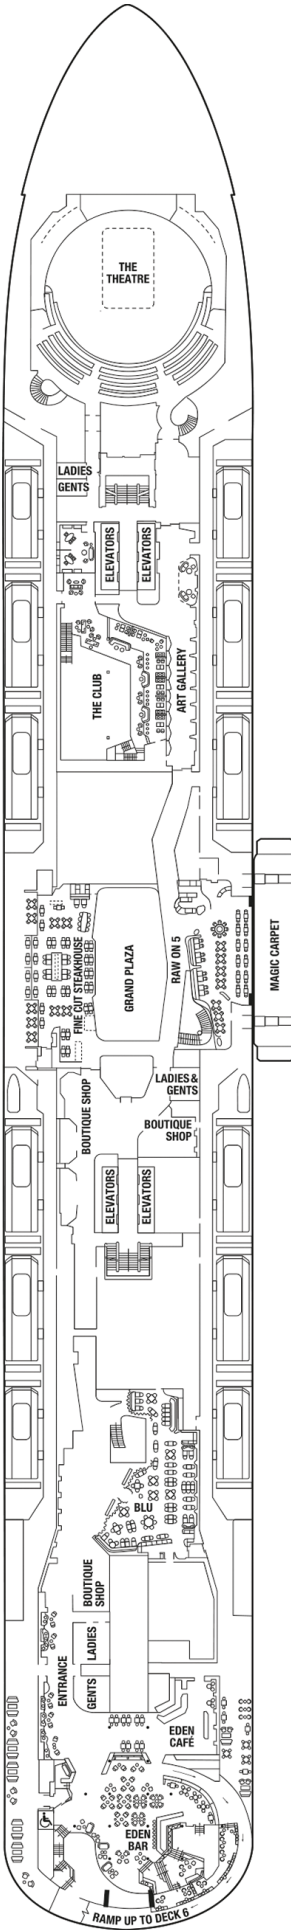 THE
THEATRE
LADIES
GENTS
ELEVATORS
ELEVATORS
THE CLUB
ART GALLERY
MAGIC CARPET
FINE CUT STEAKHOUSE
GRAND PLAZA
RAW ON 5
LADIES &
GENTS
BOUTIQUE SHOP
BOUTIQUE
SHOP
ELEVATORS
ELEVATORS
BLU
BOUTIQUE
SHOP
LADIES
ENTRANCE
GENTS
EDEN
CAFÉ
EDEN
BAR
RAMP UP TO DECK 6